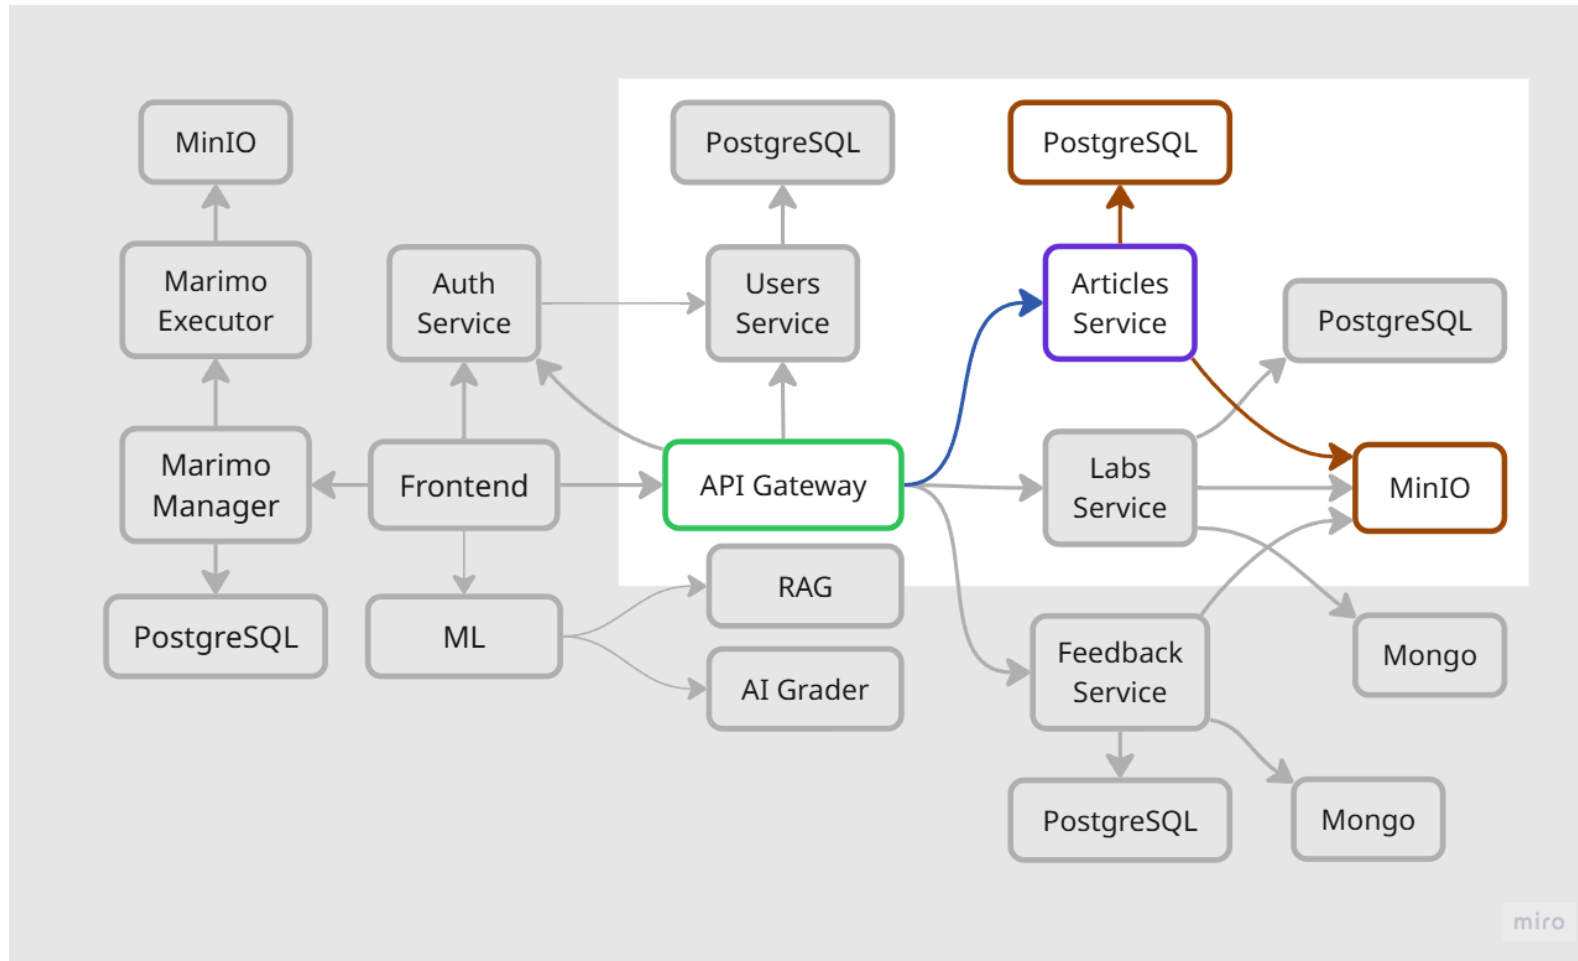 MinIO
PostgreSQL
PostgreSQL
Marimo
Executor
Auth
Service
Users
Service
Articles
Service
PostgreSQL
Marimo
Manager
Frontend
API Gateway
Labs
Service
MinIO
PostgreSQL
ML
RAG
AI Grader
Feedback
Service
Mongo
PostgreSQL
Mongo
miro